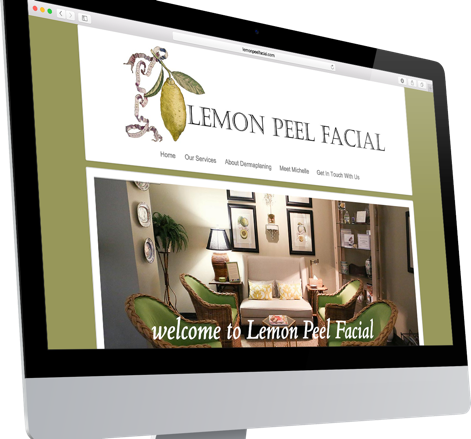 lemonpeelfacial.com
LEMON PEEL FACIAL
Home Our Services About Dermaplaning Meet Michelle Get In Touch With Us
welcome to Lemon Peel Facial